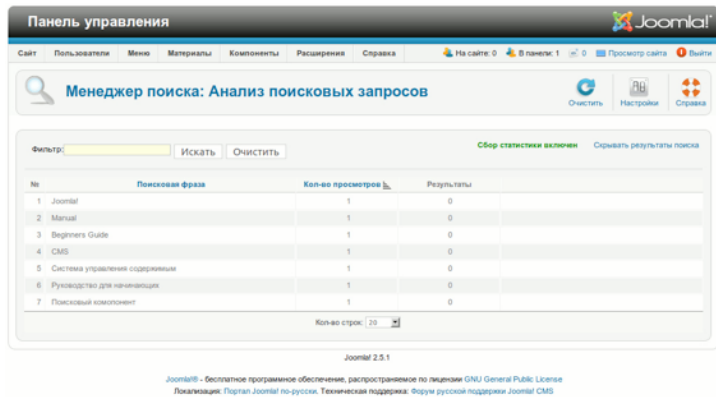 Панель управления
Joomla!
Сайт Пользователи Меню Материалы Компоненты Расширения Справка На сайте: 0 В панели: 1 0 Просмотр сайта Выйти
Менеджер поиска: Анализ поисковых запросов
Очистить Настройки Справка
Фильтр: Искать Очистить Сбор статистики включен Скрывать результаты поиска
№ Поисковая фраза Кол-во просмотров Результаты
1 Joomla! 1 0
2 Manual 1 0
3 Beginners Guide 1 0
4 CMS 1 0
5 Система управления содержимым 1 0
6 Руководство для начинающих 1 0
7 Поисковый компонент 1 0
Кол-во строк: 20
Joomla! 2.5.1
Joomla!® - бесплатное программное обеспечение, распространяемое по лицензии GNU General Public License
Локализация: Портал Joomla! по-русски. Техническая поддержка: Форум русской поддержки Joomla! CMS